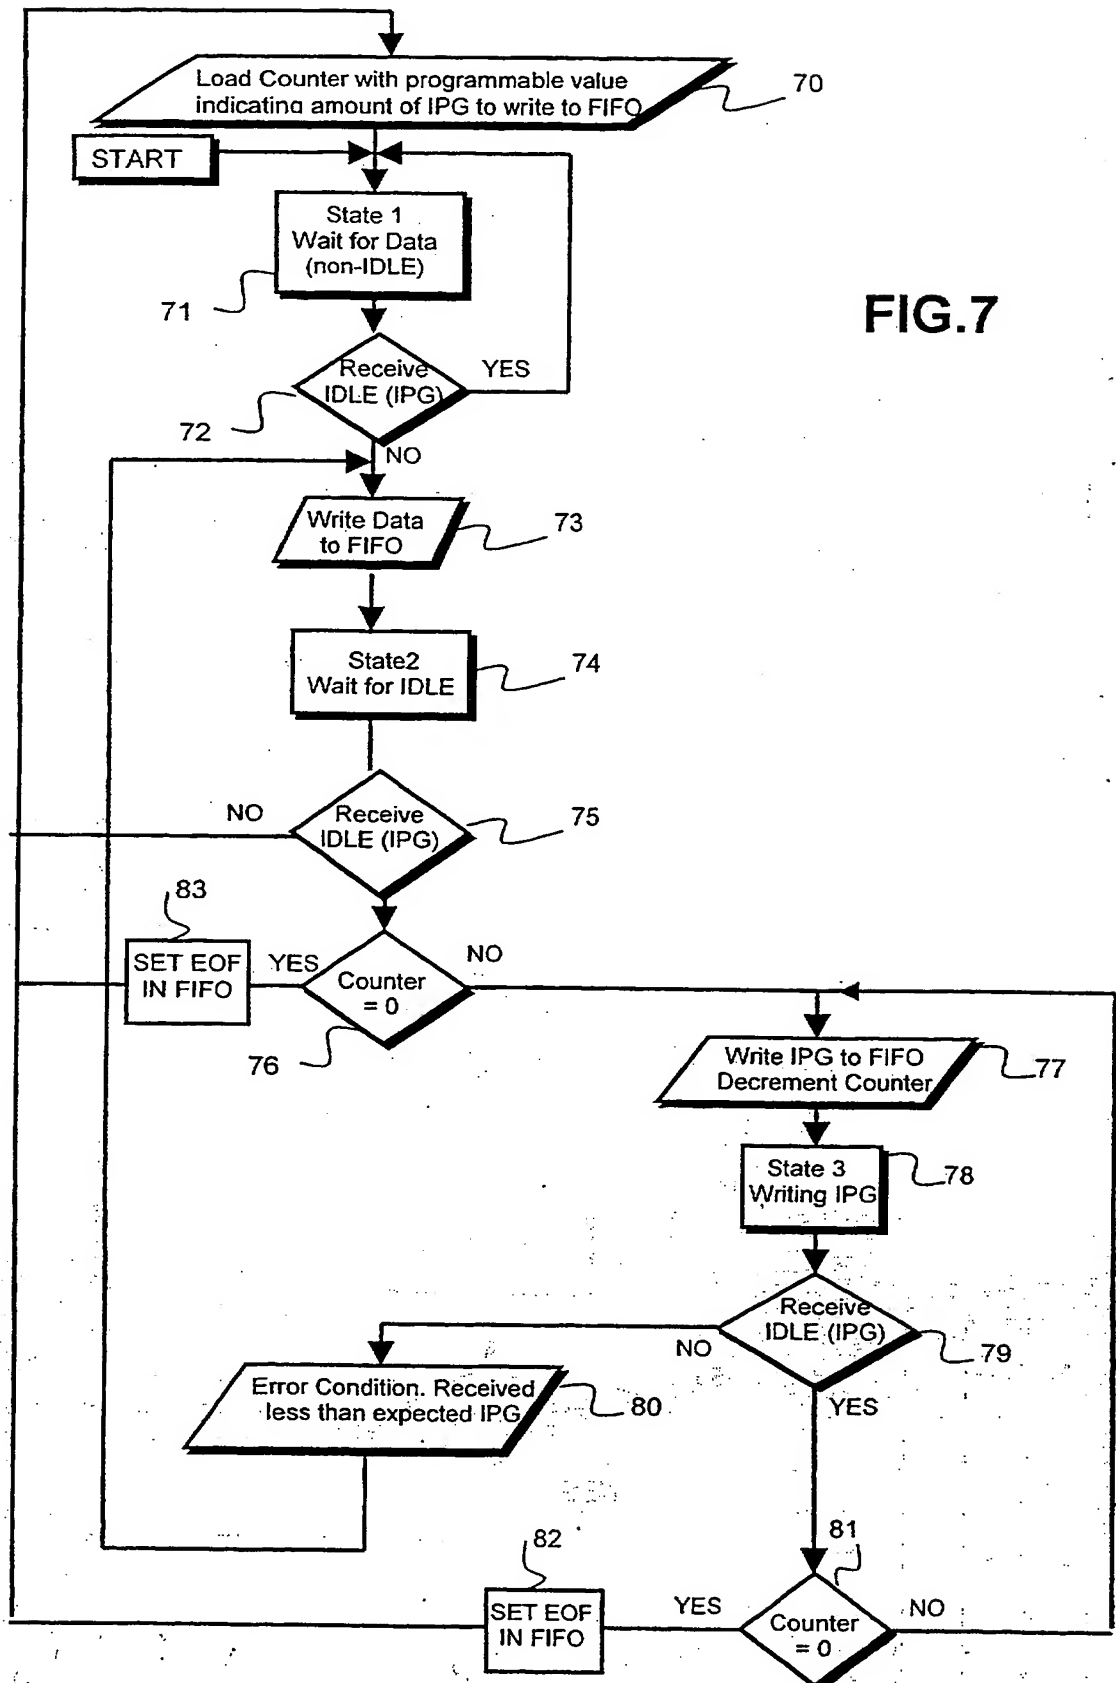 Load Counter with programmable value
indicating amount of IPG to write to FIFO
70
START
State 1
Wait for Data
(non-IDLE)
71
FIG.7
Receive
IDLE (IPG)
YES
72
NO
Write Data
to FIFO
73
State2
Wait for IDLE
74
NO
Receive
IDLE (IPG)
75
83
SET EOF
IN FIFO
YES
Counter
= 0
NO
76
Write IPG to FIFO
Decrement Counter
77
State 3
Writing IPG
78
Receive
IDLE (IPG)
NO
79
Error Condition. Received
less than expected IPG
80
YES
81
82
SET EOF
IN FIFO
YES
Counter
= 0
NO